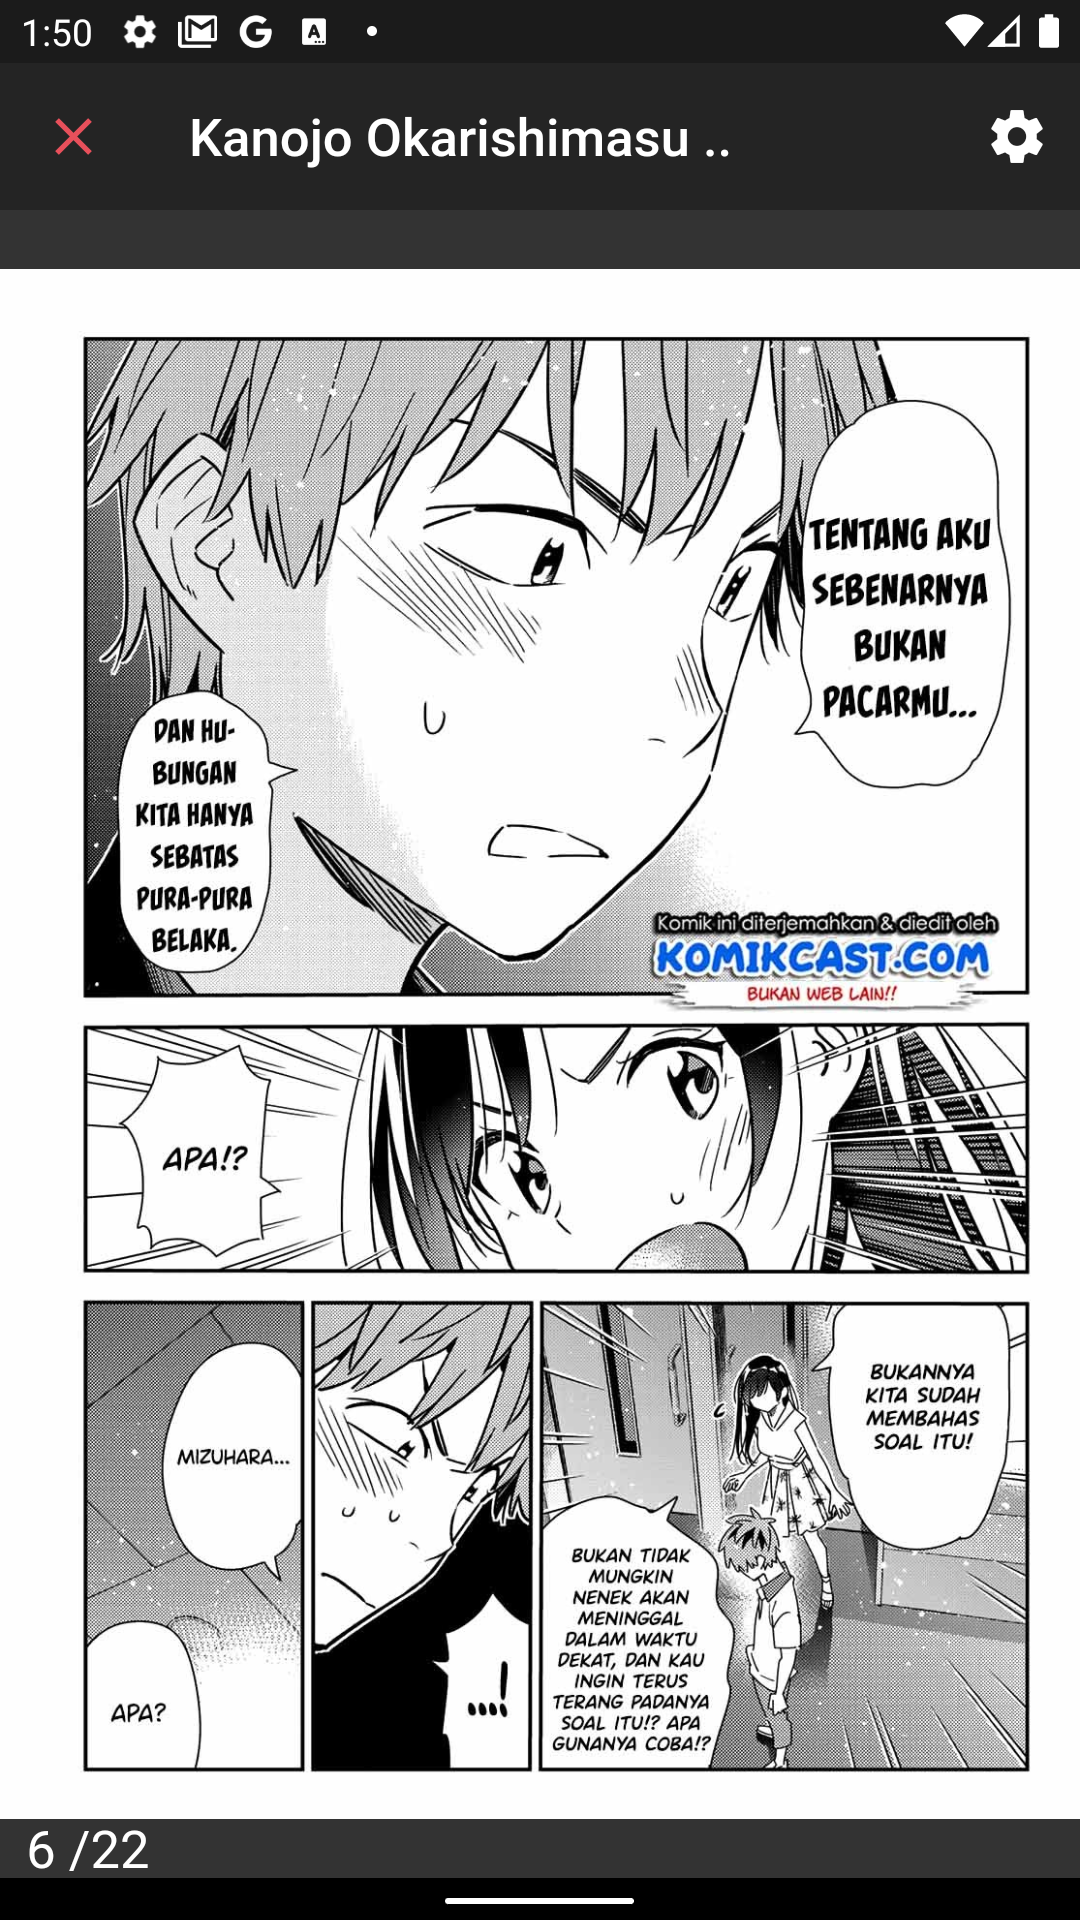 1:50
Kanojo Okarishimasu ..
TENTANG AKU
SEBENARNYA
BUKAN
PACARMU...
DAN HU-
BUNGAN
KITA HANYA
SEBATAS
PURA-PURA
BELAKA.
Komik ini diterjemahkan & diedit oleh
KOMIKCAST.COM
BUKAN WEB LAIN!!
APA!?
BUKANNYA
KITA SUDAH
MEMBAHAS
SOAL ITU!
BUKAN TIDAK
MUNGKIN
NENEK AKAN
MENINGGAL
DALAM WAKTU
DEKAT, DAN KAU
INGIN TERUS
TERANG PADANYA
SOAL ITU!? APA
GUNANYA COBA!?
....!
MIZUHARA...
APA?
6 /22